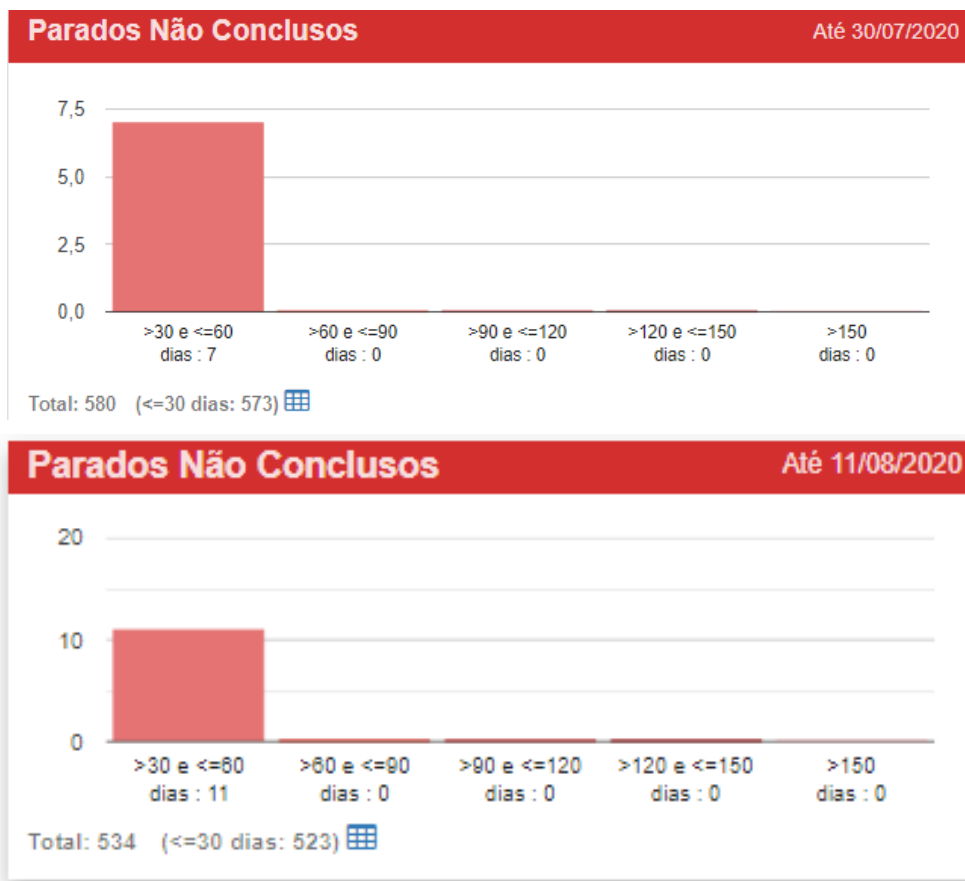 Parados Não Conclusos Até 30/07/2020
7,5
5,0
2,5
0,0
>30 e <=60 >60 e <=90 >90 e <=120 >120 e <=150 >150
dias : 7 dias : 0 dias : 0 dias : 0 dias : 0
Total: 580 (<=30 dias: 573)
Parados Não Conclusos Até 11/08/2020
20
10
0
>30 e <=60 >60 e <=90 >90 e <=120 >120 e <=150 >150
dias : 11 dias : 0 dias : 0 dias : 0 dias : 0
Total: 534 (<=30 dias: 523)